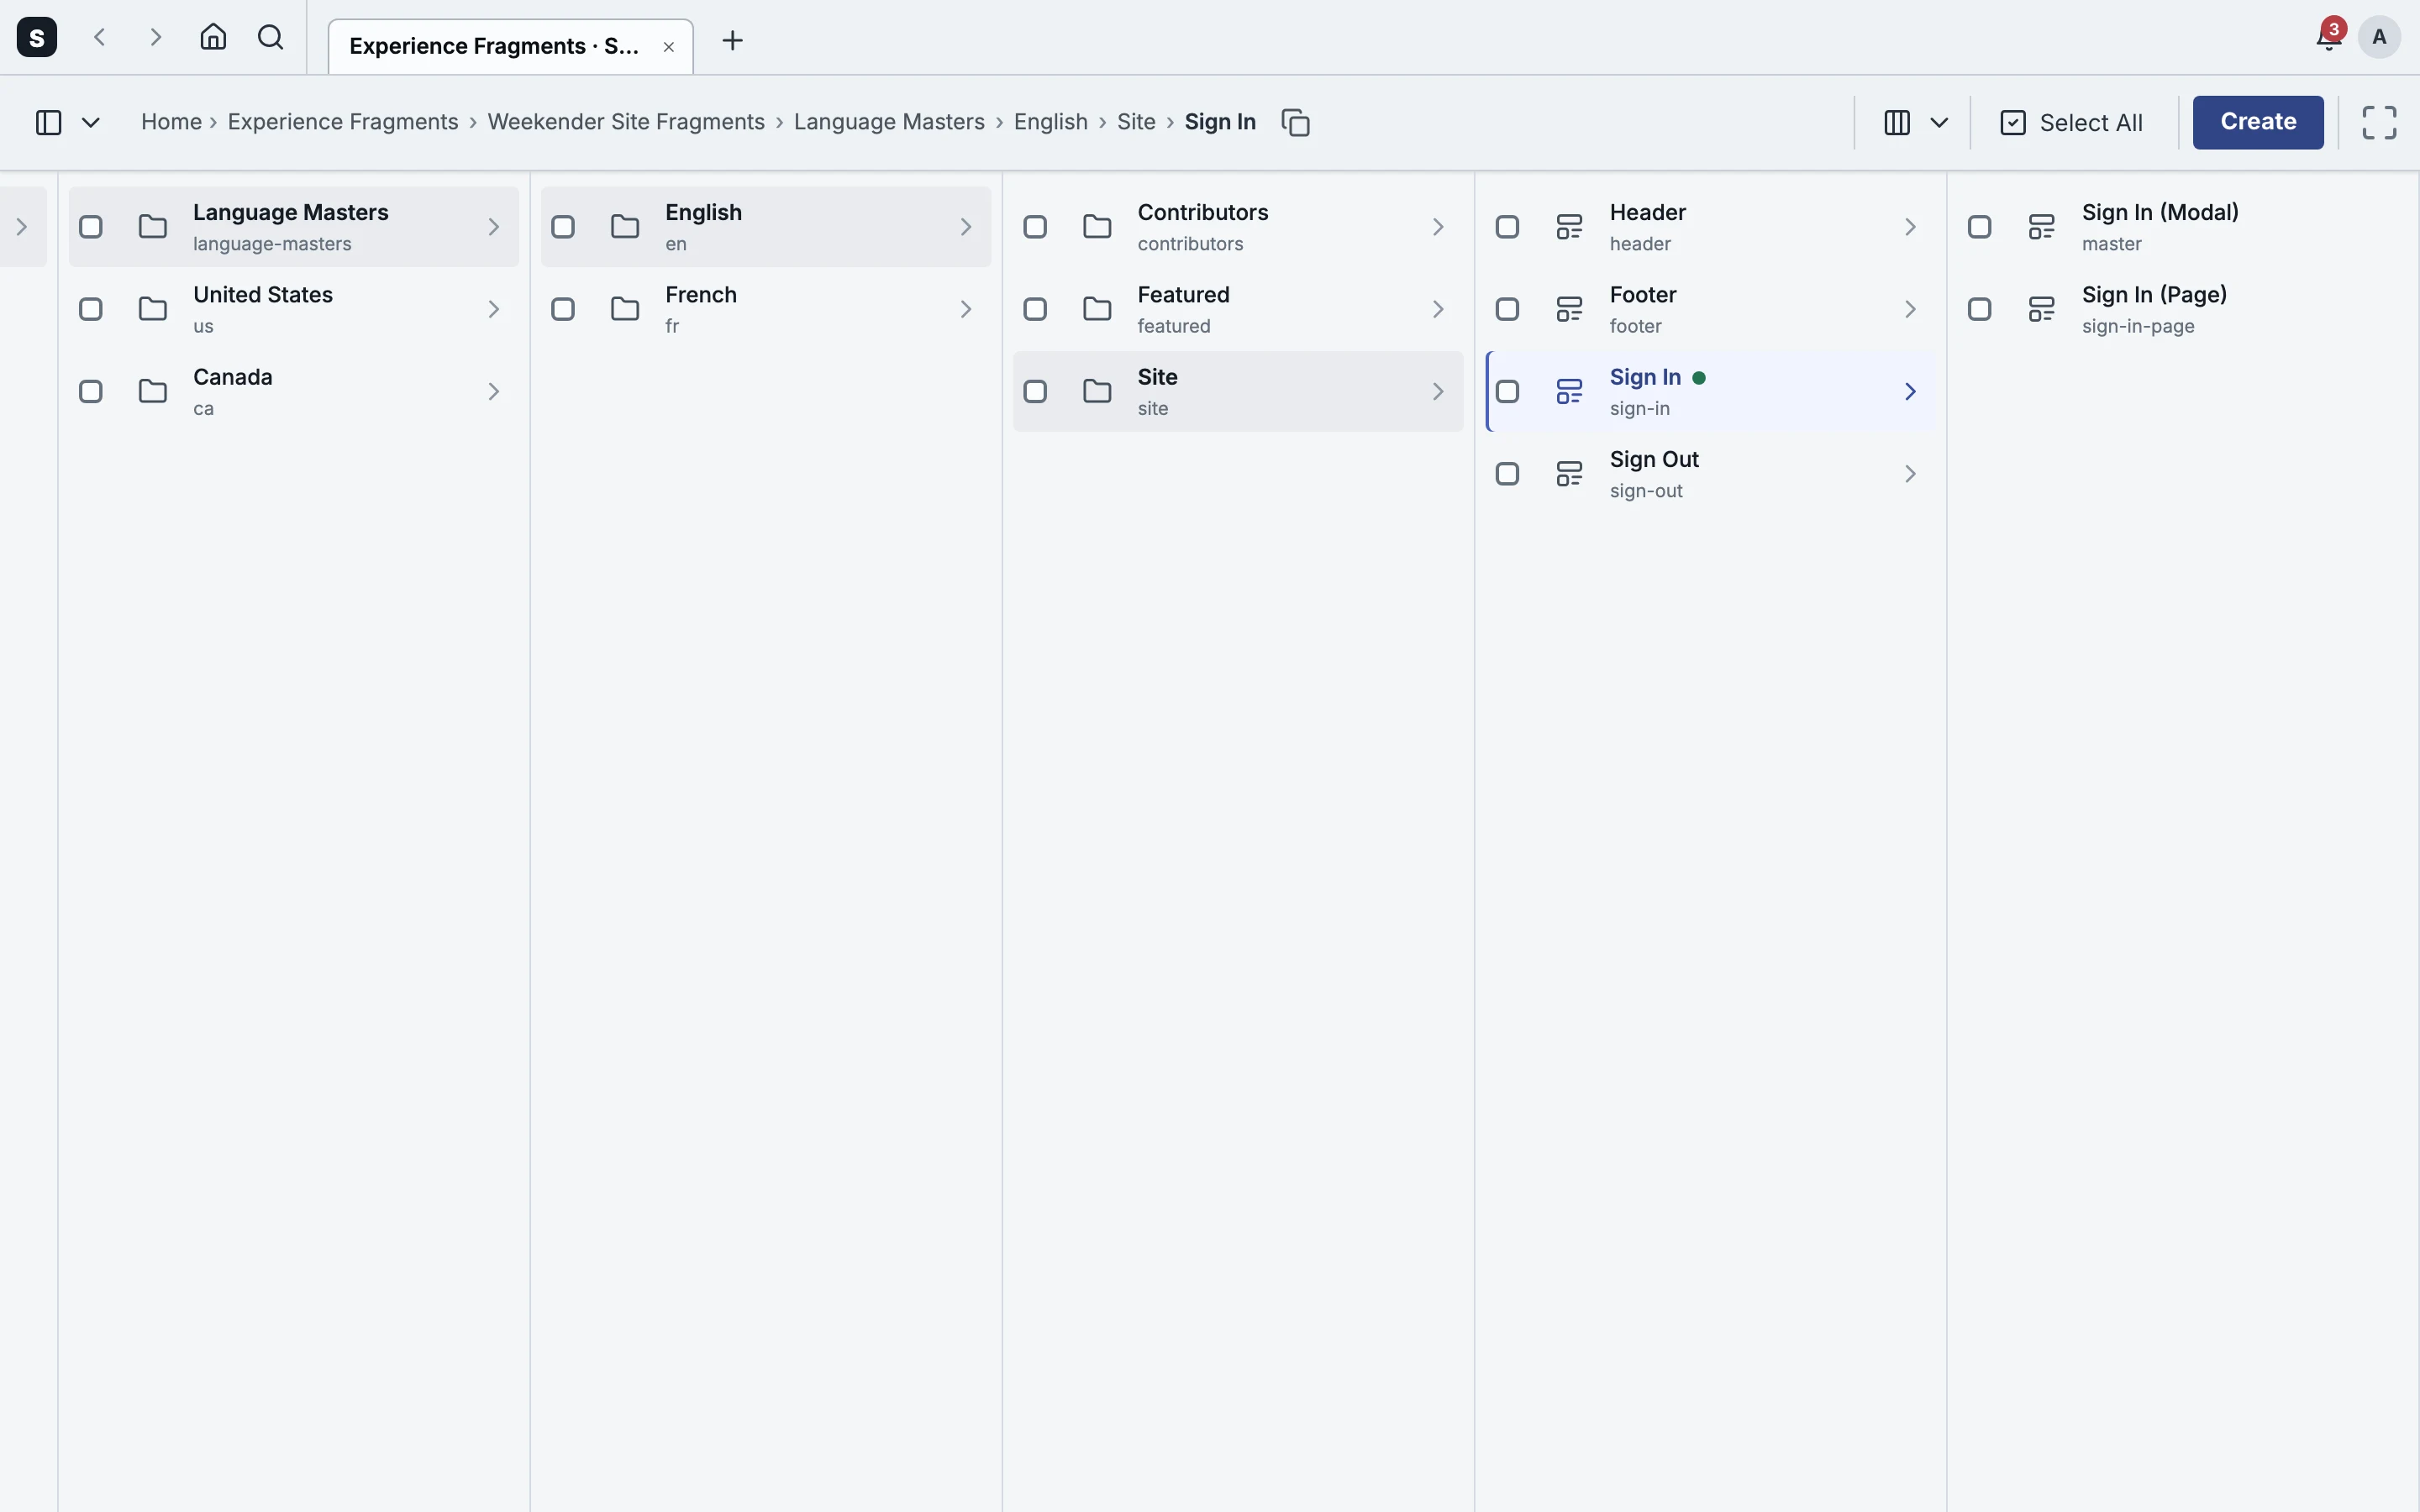 S
Experience Fragments · S...
3
A
Home › Experience Fragments › Weekender Site Fragments › Language Masters › English › Site › Sign In
Select All
Create
Language Masters
language-masters
United States
us
Canada
ca
English
en
French
fr
Contributors
contributors
Featured
featured
Site
site
Header
header
Footer
footer
Sign In
sign-in
Sign Out
sign-out
Sign In (Modal)
master
Sign In (Page)
sign-in-page